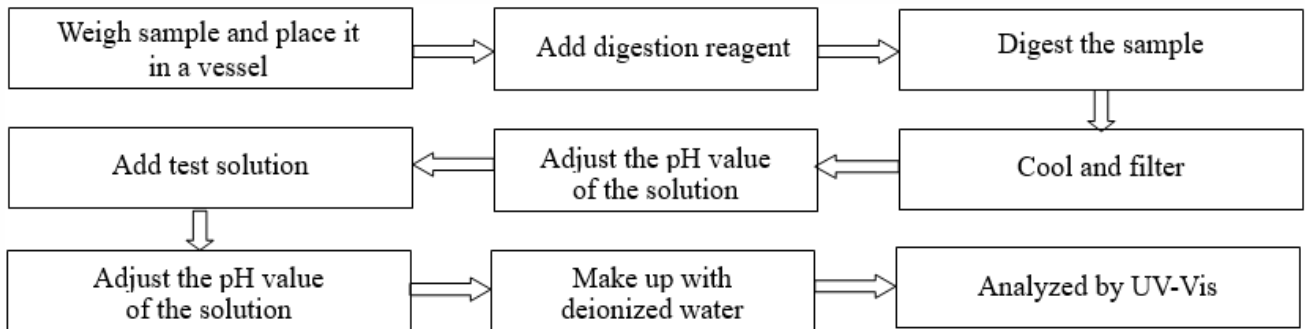 Weigh sample and place it
in a vessel
Add digestion reagent
Digest the sample
Cool and filter
Adjust the pH value
of the solution
Add test solution
Adjust the pH value
of the solution
Make up with
deionized water
Analyzed by UV-Vis